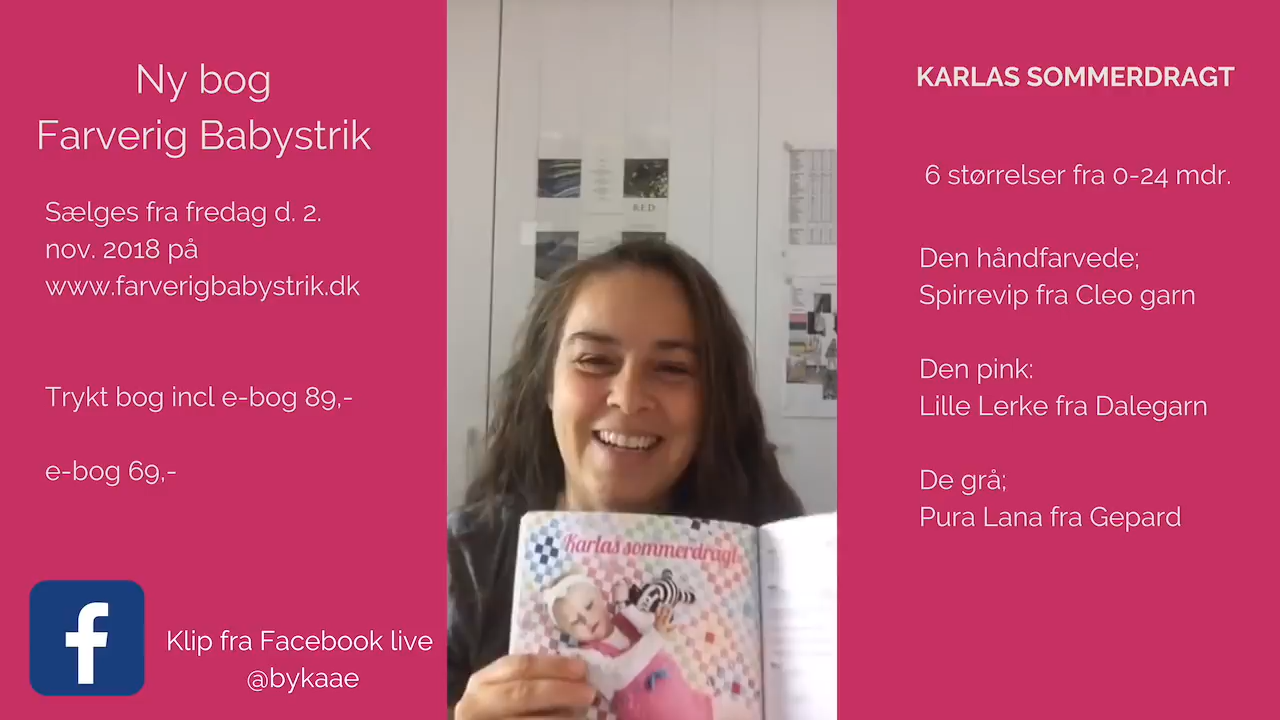 Ny bog
Farverig Babystrik
Sælges fra fredag d. 2.
nov. 2018 på
www.farverigbabystrik.dk
Trykt bog incl e-bog 89,-
e-bog 69,-
Klip fra Facebook live
@bykaae
RED
Karlas sommerdragt
KARLAS SOMMERDRAGT
6 størrelser fra 0-24 mdr.
Den håndfarvede;
Spirrevip fra Cleo garn
Den pink:
Lille Lerke fra Dalegarn
De grå;
Pura Lana fra Gepard